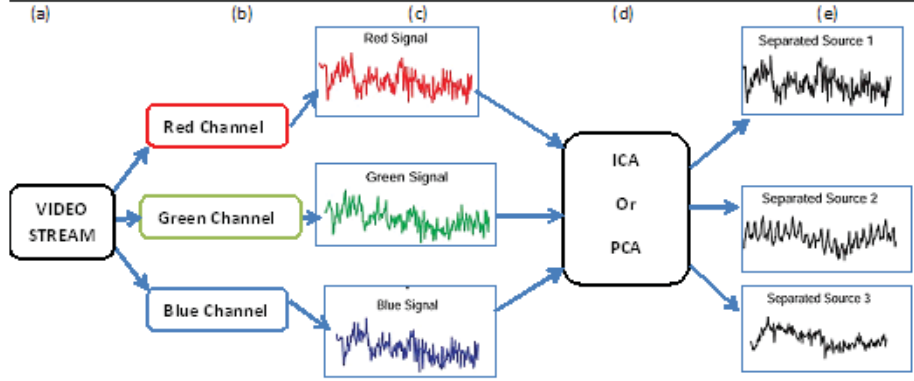 (a) (b) (c) (d) (e)
Red Signal
Separated Source 1
Red Channel
ICA
Green Signal
Separated Source 2
VIDEO
STREAM
Green Channel
Or
PCA
Blue Channel
Blue Signal
Separated Source 3